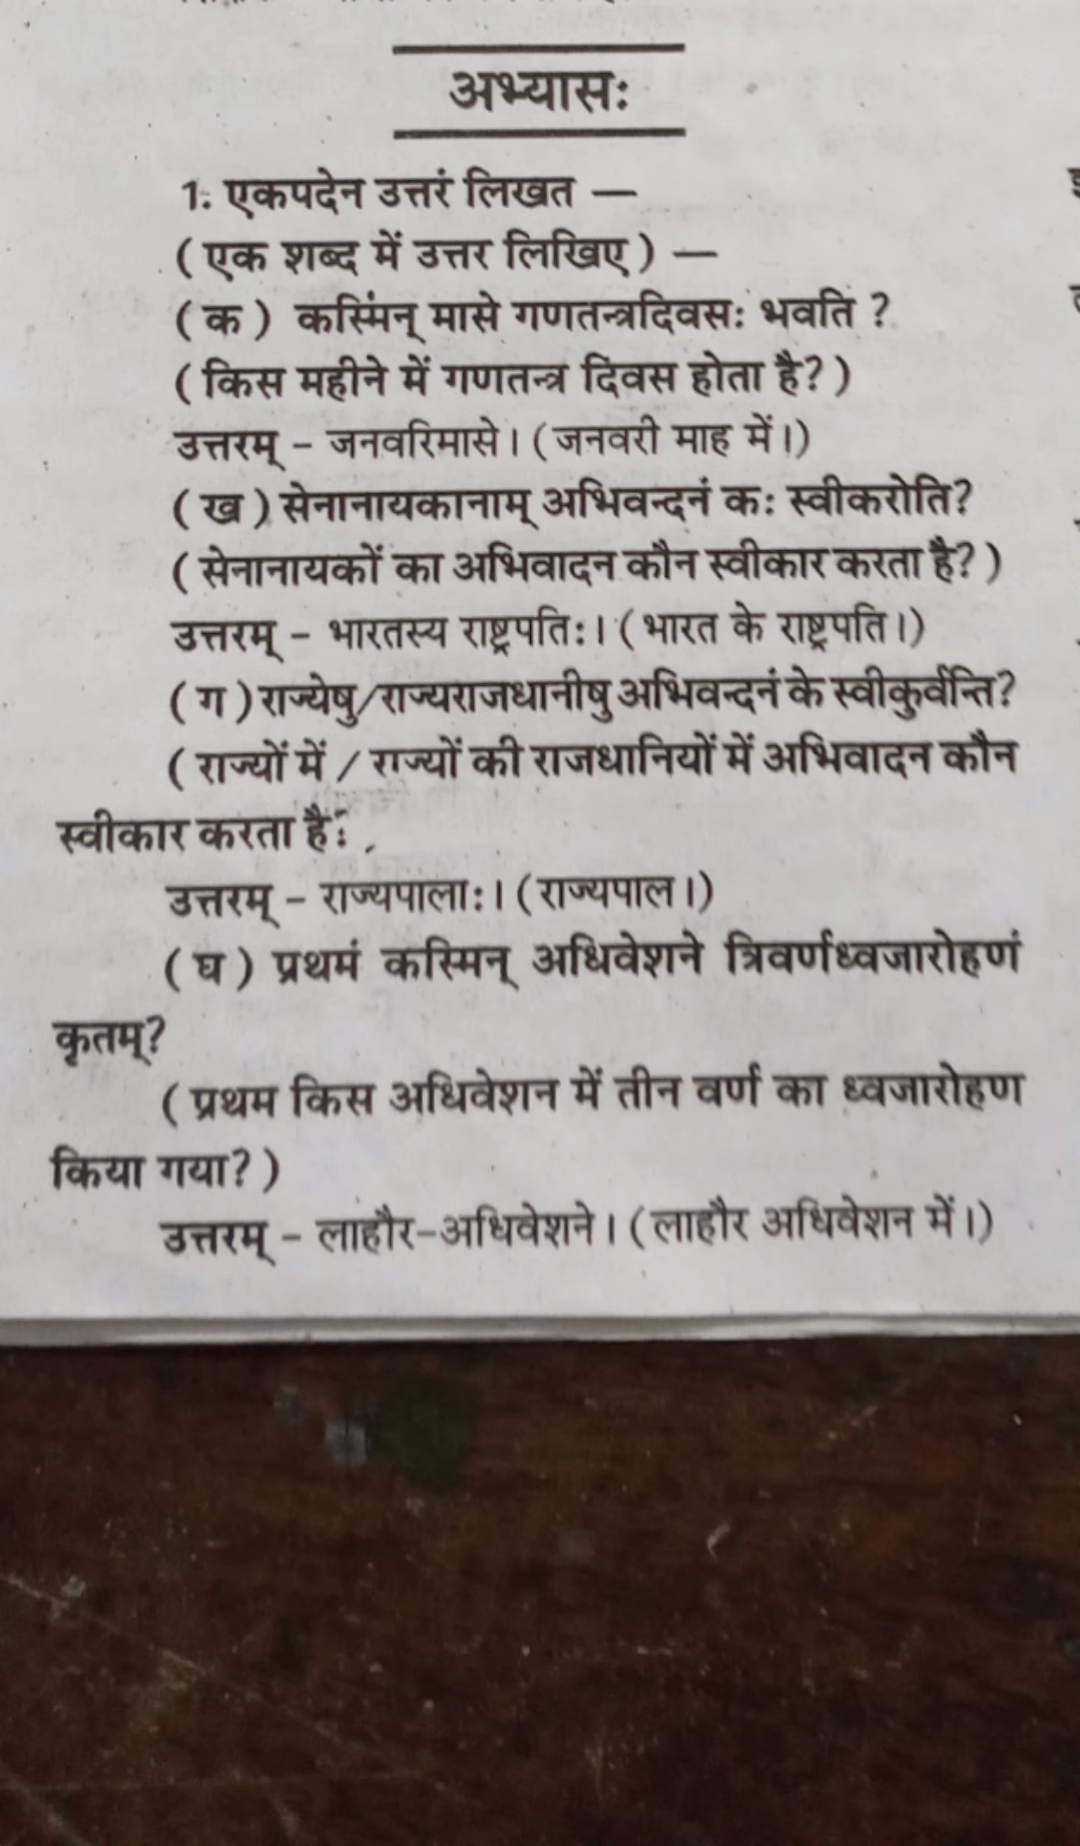 अभ्यासः
1. एकपदेन उत्तरं लिखत —
( एक शब्द में उत्तर लिखिए ) —
( क ) कस्मिंन् मासे गणतन्त्रदिवसः भवति ?
( किस महीने में गणतन्त्र दिवस होता है? )
उत्तरम् – जनवरिमासे। ( जनवरी माह में।)
( ख ) सेनानायकानाम् अभिवन्दनं कः स्वीकरोति?
( सेनानायकों का अभिवादन कौन स्वीकार करता है? )
उत्तरम् – भारतस्य राष्ट्रपतिः। ( भारत के राष्ट्रपति।)
( ग ) राज्येषु/राज्यराजधानीषु अभिवन्दनं के स्वीकुर्वन्ति?
( राज्यों में / राज्यों की राजधानियों में अभिवादन कौन
स्वीकार करता है
उत्तरम् – राज्यपालाः। ( राज्यपाल।)
( घ ) प्रथमं कस्मिन् अधिवेशने त्रिवर्णध्वजारोहणं
कृतम्?
( प्रथम किस अधिवेशन में तीन वर्ण का ध्वजारोहण
किया गया? )
उत्तरम् – लाहौर-अधिवेशने। ( लाहौर अधिवेशन में।)